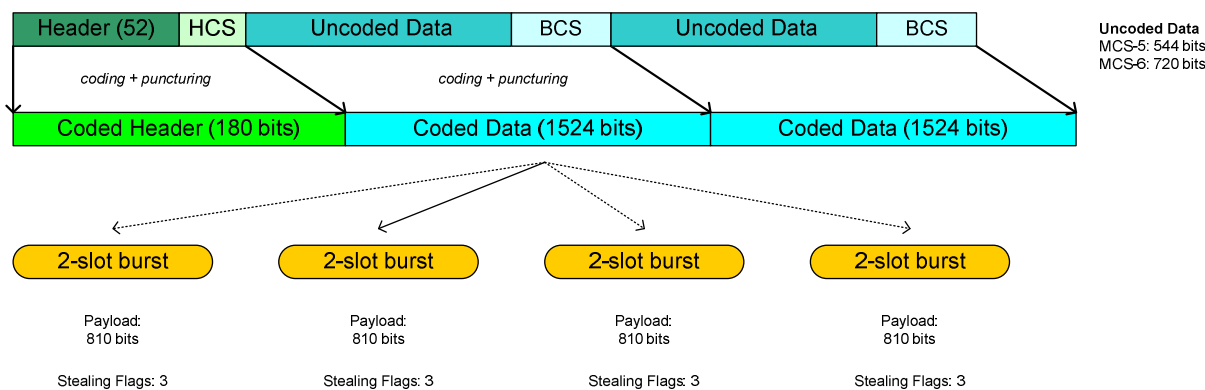 Header (52) HCS Uncoded Data BCS Uncoded Data BCS
Uncoded Data
MCS-5: 544 bits
MCS-6: 720 bits
coding + puncturing coding + puncturing
Coded Header (180 bits) Coded Data (1524 bits) Coded Data (1524 bits)
2-slot burst 2-slot burst 2-slot burst 2-slot burst
Payload: Payload: Payload: Payload:
810 bits 810 bits 810 bits 810 bits
Stealing Flags: 3 Stealing Flags: 3 Stealing Flags: 3 Stealing Flags: 3